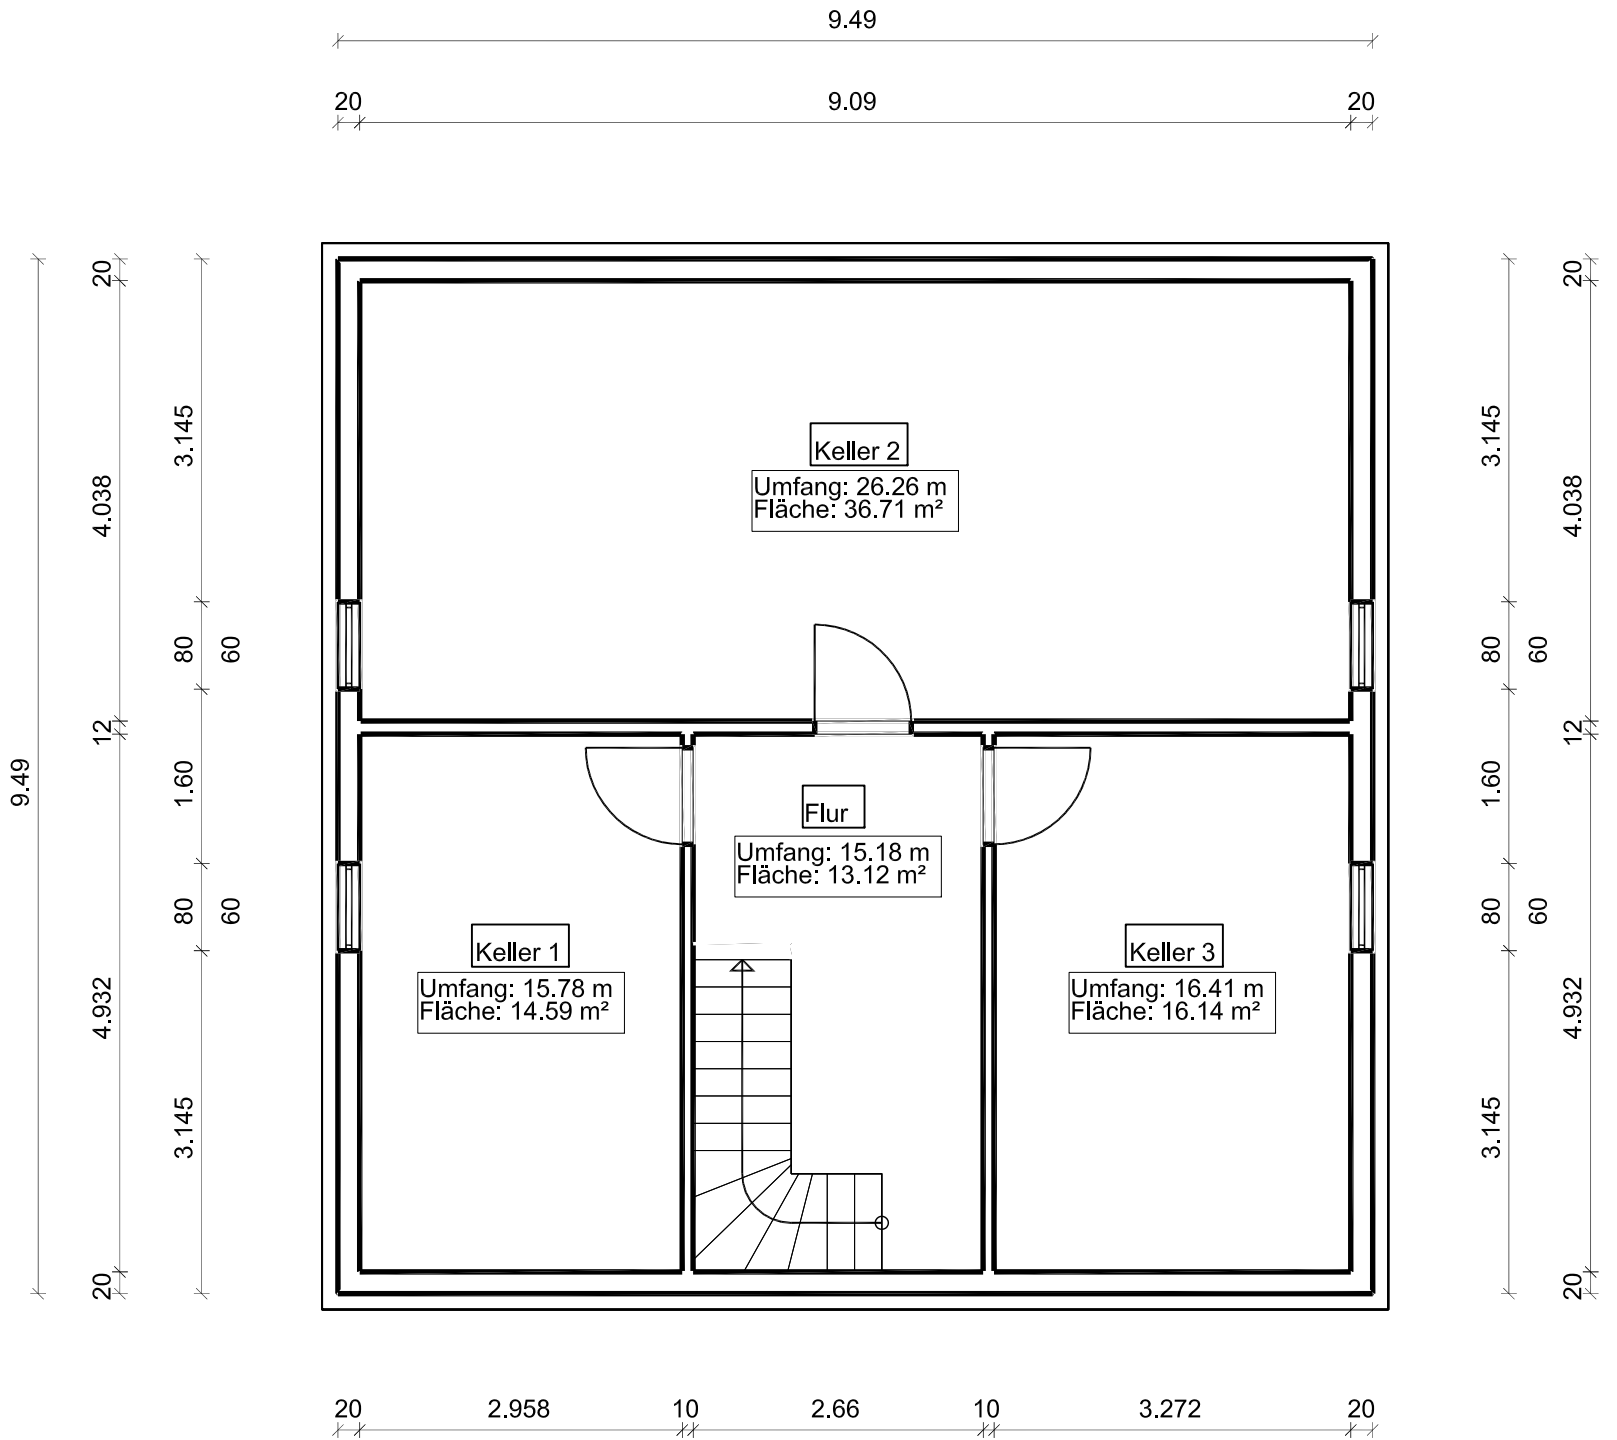 9.49
20 9.09 20
20
20
3.145
3.145
4.038
4.038
Keller 2
Umfang: 26.26 m
Fläche: 36.71 m²
80
60
80
60
12
12
9.49
1.60
1.60
Flur
Umfang: 15.18 m
Fläche: 13.12 m²
80
60
80
60
Keller 1
Umfang: 15.78 m
Fläche: 14.59 m²
Keller 3
Umfang: 16.41 m
Fläche: 16.14 m²
4.932
4.932
3.145
3.145
20
20
20 2.958 10 2.66 10 3.272 20